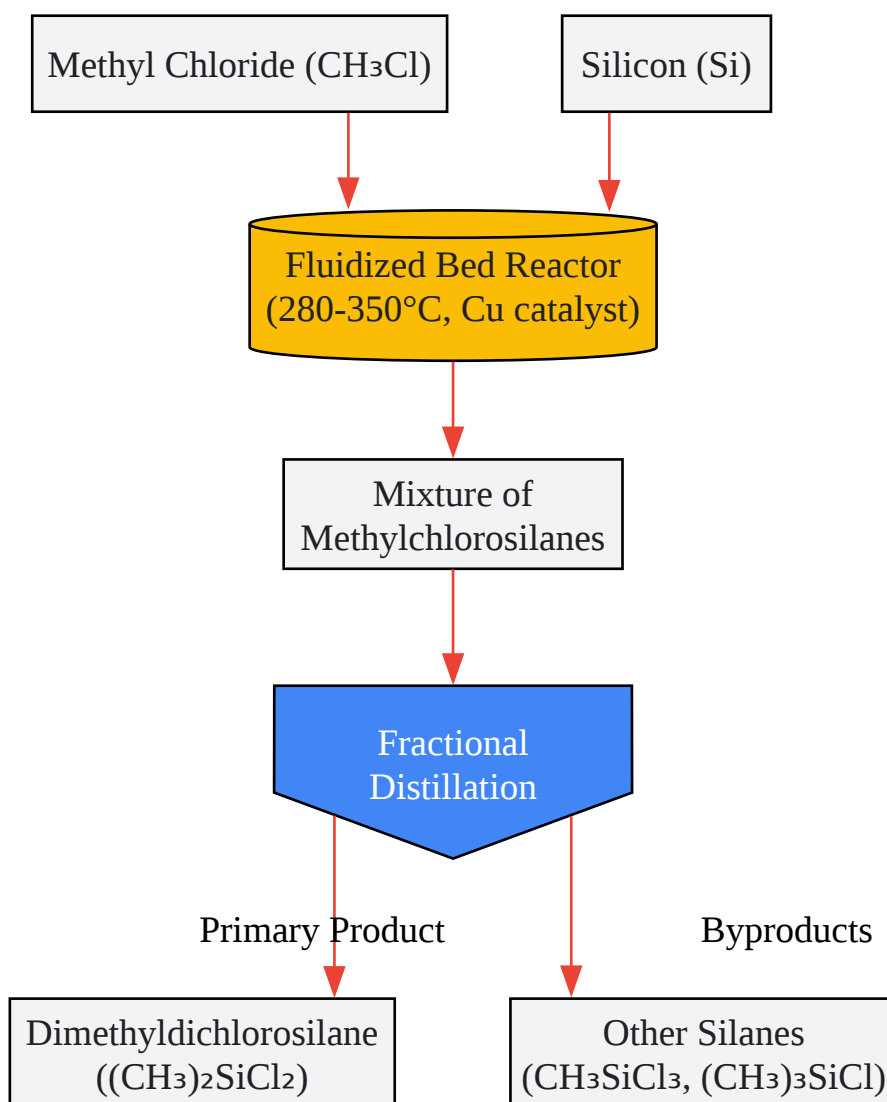 Methyl Chloride (CH₃Cl)
Silicon (Si)
Fluidized Bed Reactor
(280-350°C, Cu catalyst)
Mixture of
Methylchlorosilanes
Fractional
Distillation
Primary Product
Byproducts
Dimethyldichlorosilane
((CH₃)₂SiCl₂)
Other Silanes
(CH₃SiCl₃, (CH₃)₃SiCl)